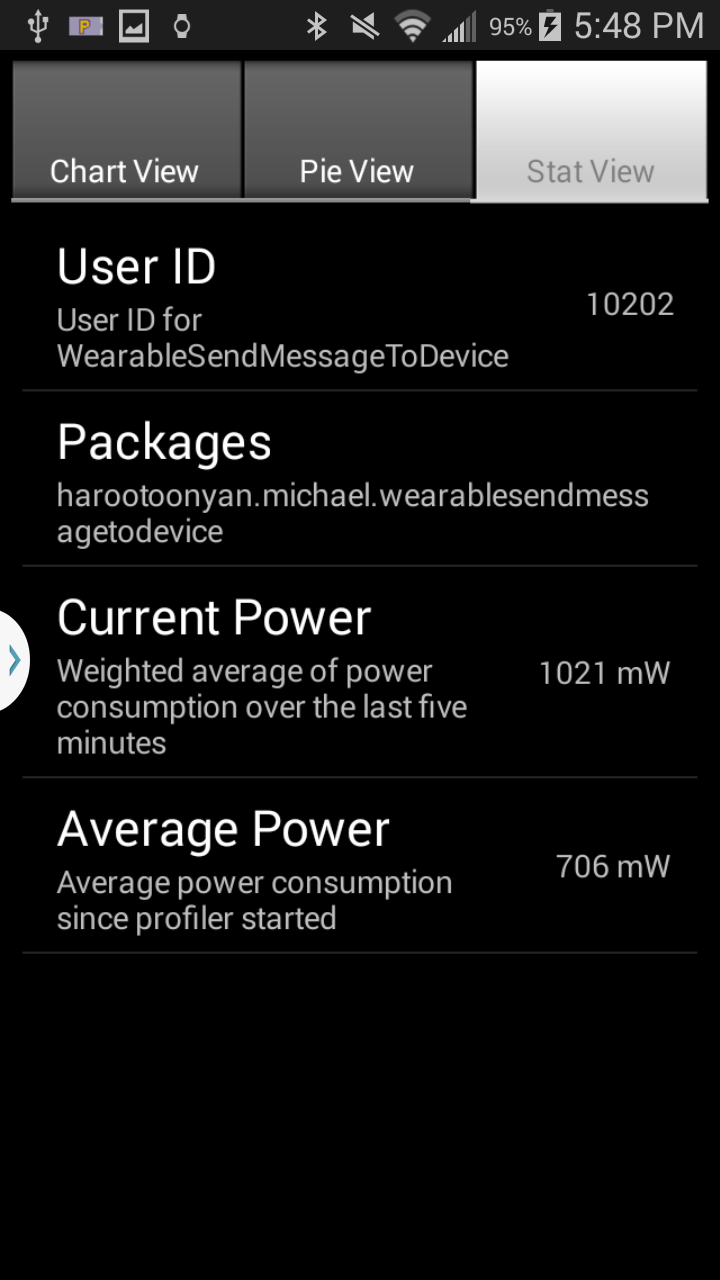 P 95% 5:48 PM
Chart View Pie View Stat View
User ID
10202
User ID for
WearableSendMessageToDevice
Packages
harootoonyan.michael.wearablesendmess
agetodevice
Current Power
Weighted average of power
1021 mW
consumption over the last five
minutes
Average Power
706 mW
Average power consumption
since profiler started